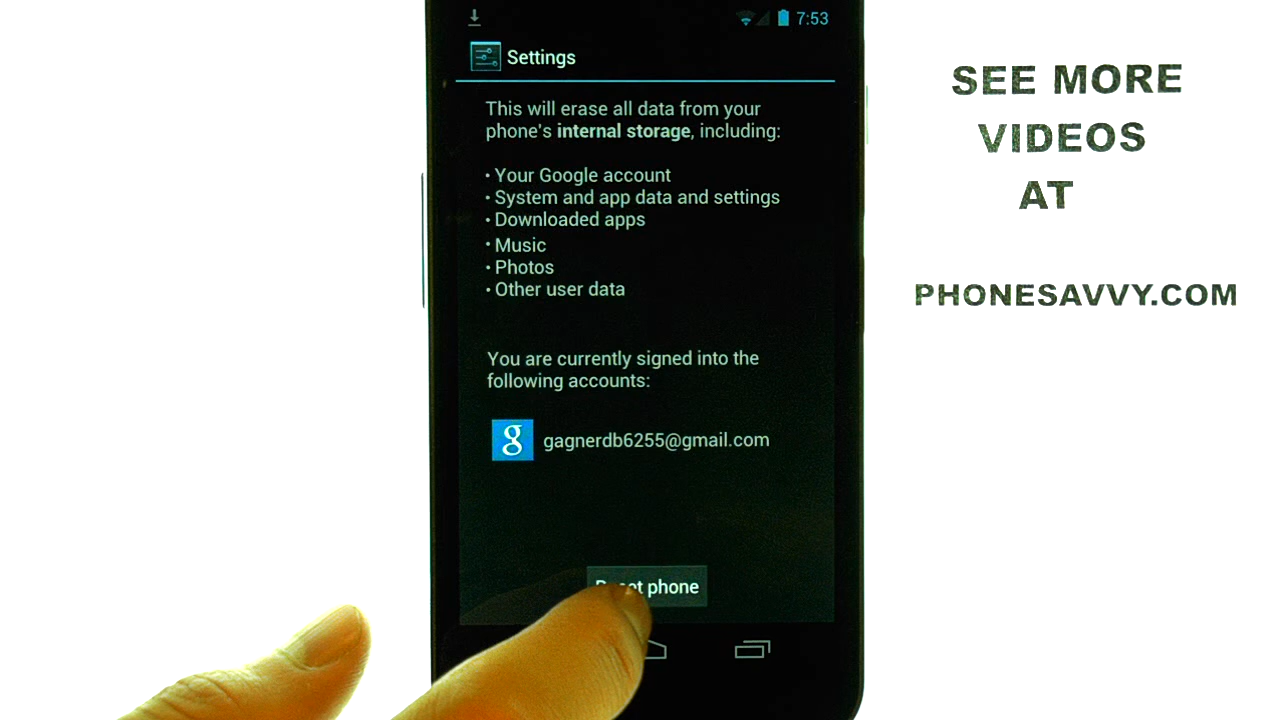 7:53
Settings
This will erase all data from your
phone's internal storage, including:
• Your Google account
• System and app data and settings
• Downloaded apps
• Music
• Photos
• Other user data
You are currently signed into the
following accounts:
g gagnerdb6255@gmail.com
phone
SEE MORE
VIDEOS
AT
PHONESAVVY.COM